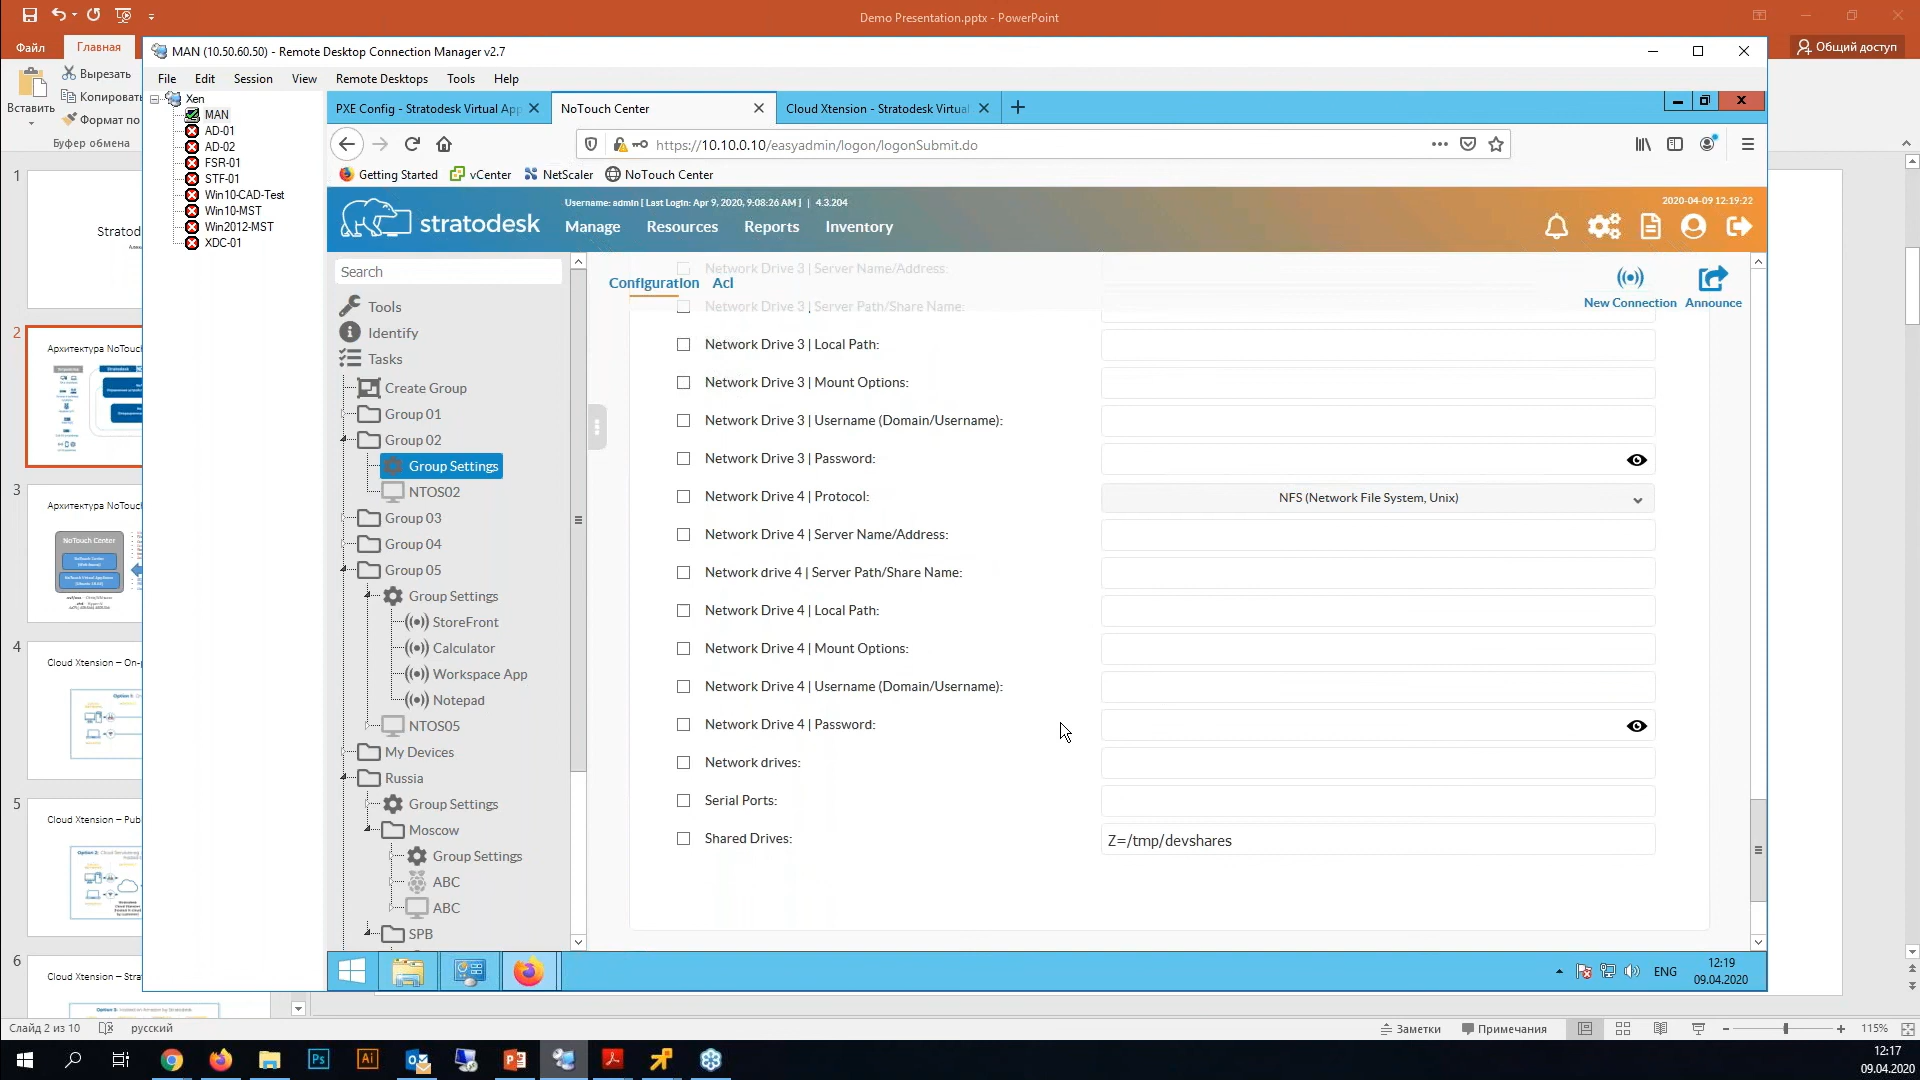 Demo Presentation.pptx - PowerPoint
Файл
Главная
Общий доступ
Вставить
Вырезать
Копировать
Формат по
Буфер обмена
MAN (10.50.60.50) - Remote Desktop Connection Manager v2.7
File Edit Session View Remote Desktops Tools Help
Xen
MAN
AD-01
AD-02
FSR-01
STF-01
Win10-CAD-Test
Win10-MST
Win2012-MST
XDC-01
PXE Config - Stratodesk Virtual App
NoTouch Center
Cloud Xtension - Stratodesk Virtual
https://10.10.0.10/easyadmin/logon/logonSubmit.do
Getting Started vCenter NetScaler NoTouch Center
stratodesk
Username: admin [ Last Login: Apr 9, 2020, 9:08:26 AM ] | 4.3.204
2020-04-09 12:19:22
Manage Resources Reports Inventory
Search
Tools
Identify
Tasks
Create Group
Group 01
Group 02
Group Settings
NTOS02
Group 03
Group 04
Group 05
Group Settings
StoreFront
Calculator
Workspace App
Notepad
NTOS05
My Devices
Russia
Group Settings
Moscow
Group Settings
ABC
ABC
SPB
Configuration Acl
New Connection Announce
Network Drive 3 | Server Name/Address:
Network Drive 3 | Server Path/Share Name:
Network Drive 3 | Local Path:
Network Drive 3 | Mount Options:
Network Drive 3 | Username (Domain/Username):
Network Drive 3 | Password:
Network Drive 4 | Protocol: NFS (Network File System, Unix)
Network Drive 4 | Server Name/Address:
Network drive 4 | Server Path/Share Name:
Network Drive 4 | Local Path:
Network Drive 4 | Mount Options:
Network Drive 4 | Username (Domain/Username):
Network Drive 4 | Password:
Network drives:
Serial Ports:
Shared Drives: Z=/tmp/devshares
ENG
12:19
09.04.2020
1
Stratod
2
Архитектура NoTouch
3
Архитектура NoTouch
NoTouch Center
4
Cloud Xtension – On-p
5
Cloud Xtension – Pub
6
Cloud Xtension – Stra
Слайд 2 из 10
русский
Заметки
Примечания
115%
12:17
09.04.2020